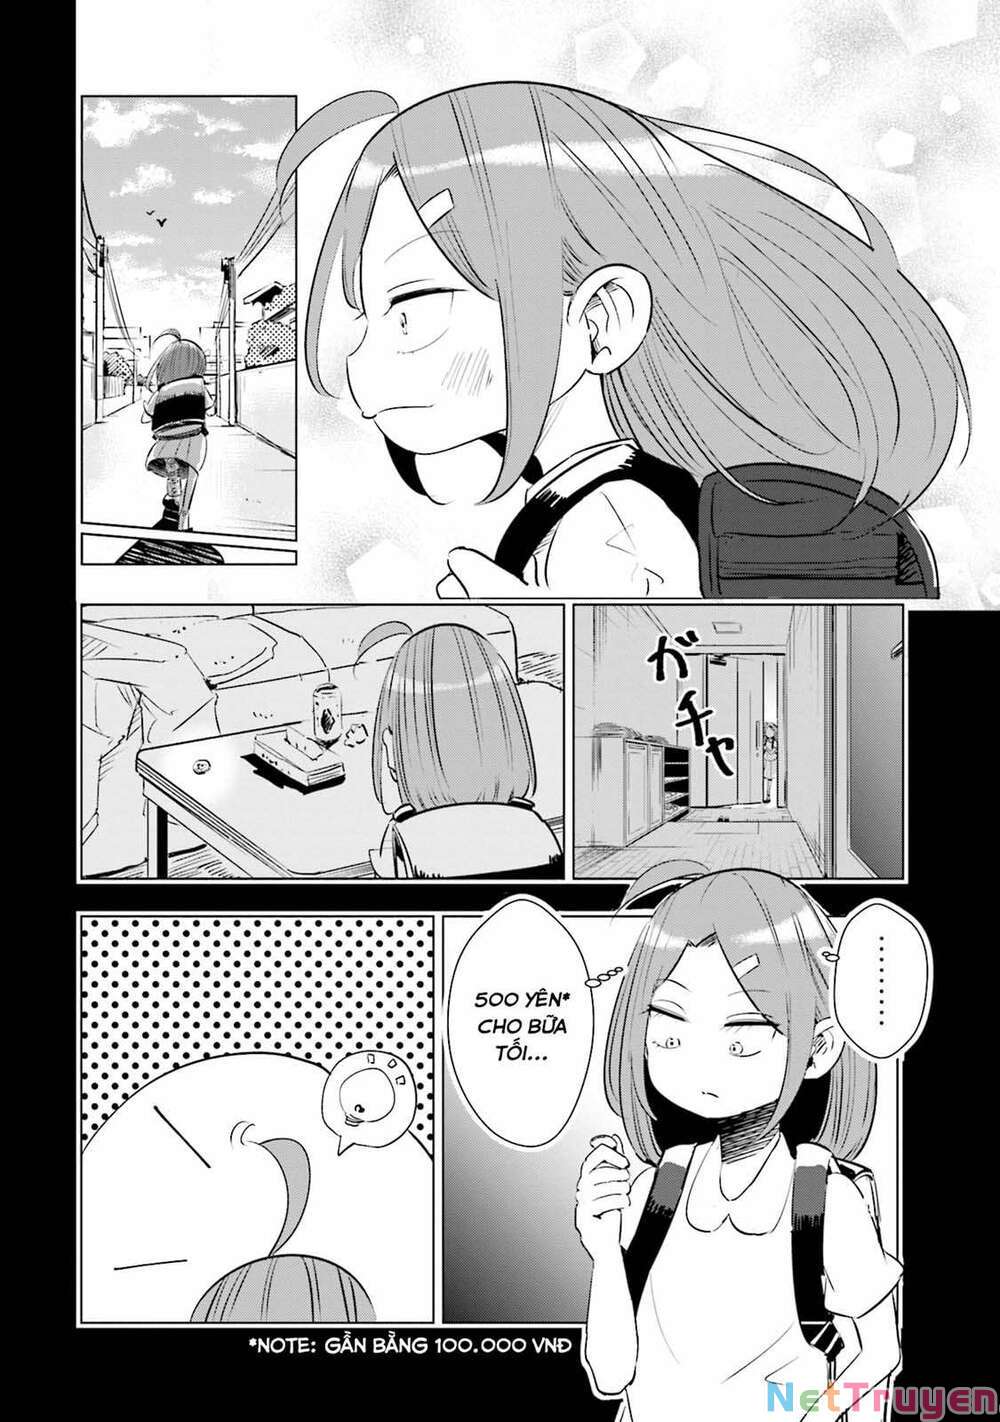 ガチャ
.......
500 YÊN*
CHO BỮA
TỐI...
*NOTE: GẦN BẰNG 100.000 VNĐ
NetTruyen